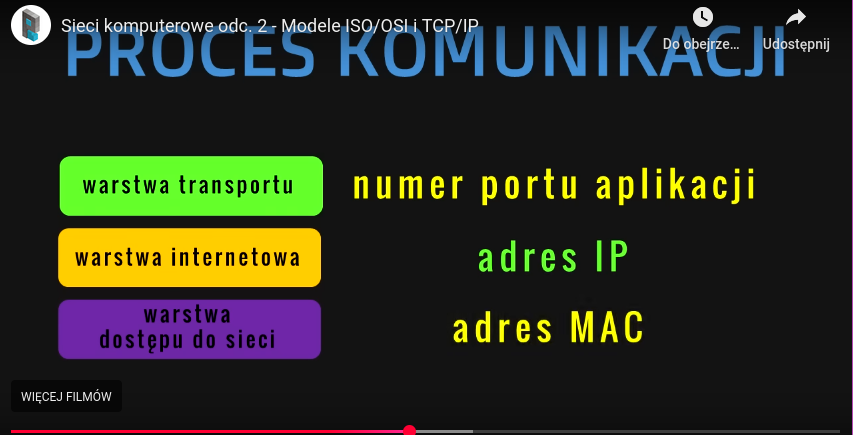 Sieci komputerowe odc. 2 - Modele ISO/OSI i TCP/IP
Do obejrze...
Udostępnij
PROCES KOMUNIKACJI
warstwa transportu
numer portu aplikacji
warstwa internetowa
adres IP
warstwa
dostępu do sieci
adres MAC
WIĘCEJ FILMÓW